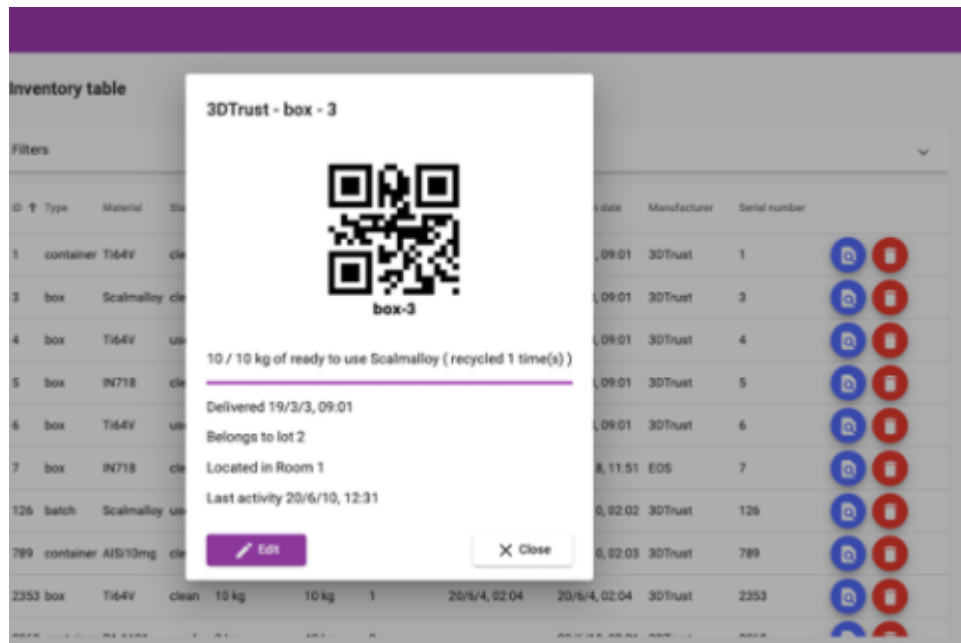 Inventory table
3DTrust - box - 3
Filters
box-3
10 / 10 kg of ready to use Scalmalloy ( recycled 1 time(s) )
Delivered 19/3/3, 09:01
Belongs to lot 2
Located in Room 1
Last activity 20/6/10, 12:31
Edit
Close
ID Type Material Manufacturer Serial number
1 container Ti64V , 09:01 3DTrust 1
3 box Scalmalloy , 09:01 3DTrust 3
4 box Ti64V , 09:01 3DTrust 4
5 box IN718 , 09:01 3DTrust 5
6 box Ti64V , 09:01 3DTrust 6
7 box IN718 8, 11:51 EOS 7
126 batch Scalmalloy 0, 02:02 3DTrust 126
789 container AlSi10mg 0, 02:03 3DTrust 789
2353 box Ti64V clean 10 kg 10 kg 1 20/6/4, 02:04 20/6/4, 02:04 3DTrust 2353